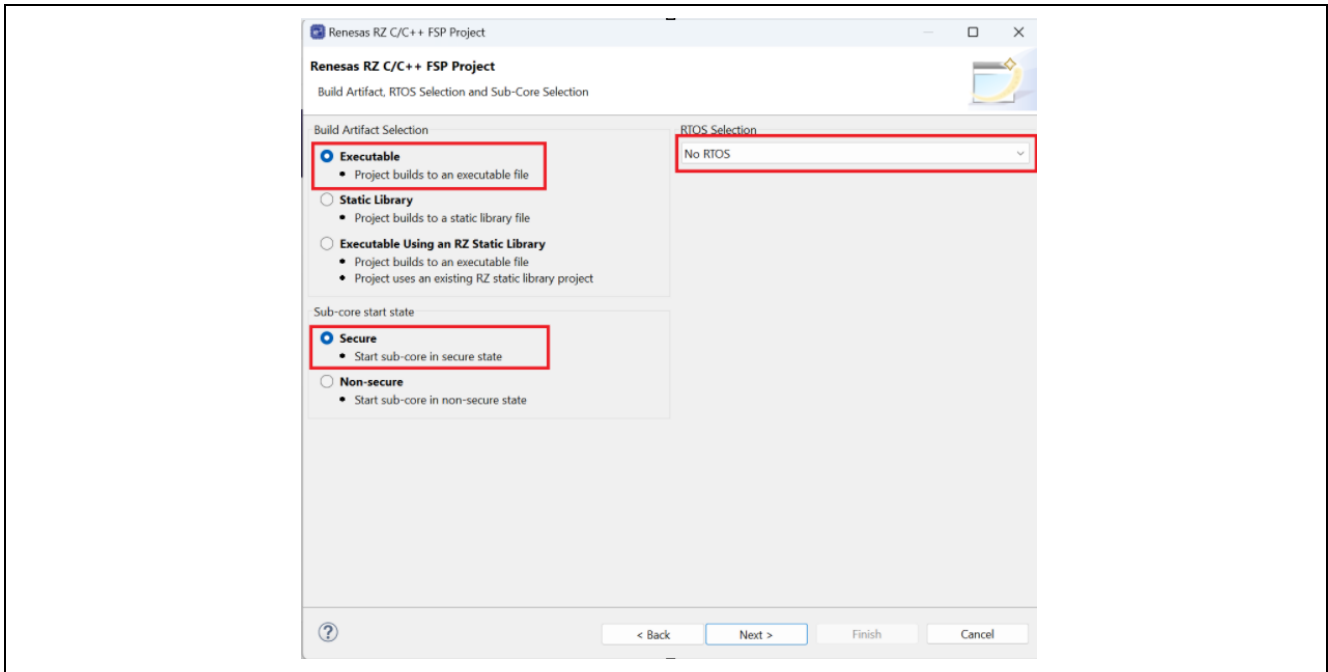 Renesas RZ C/C++ FSP Project
Renesas RZ C/C++ FSP Project
Build Artifact, RTOS Selection and Sub-Core Selection
Build Artifact Selection
Executable
• Project builds to an executable file
Static Library
• Project builds to a static library file
Executable Using an RZ Static Library
• Project builds to an executable file
• Project uses an existing RZ static library project
Sub-core start state
Secure
• Start sub-core in secure state
Non-secure
• Start sub-core in non-secure state
RTOS Selection
No RTOS
?
< Back
Next >
Finish
Cancel